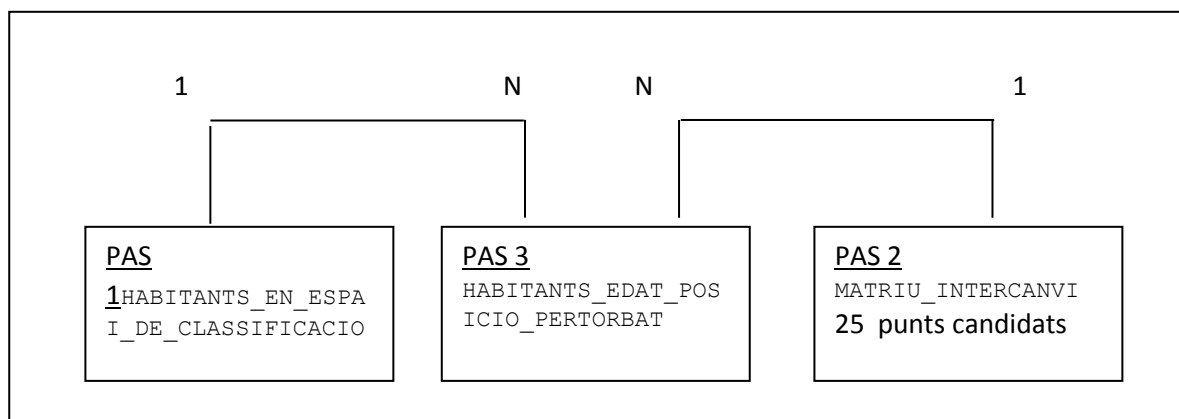 1 N N 1
PAS
1HABITANTS_EN_ESPA
I_DE_CLASSIFICACIO
PAS 3
HABITANTS_EDAT_POS
ICIO_PERTORBAT
PAS 2
MATRIU_INTERCANVI
25 punts candidats